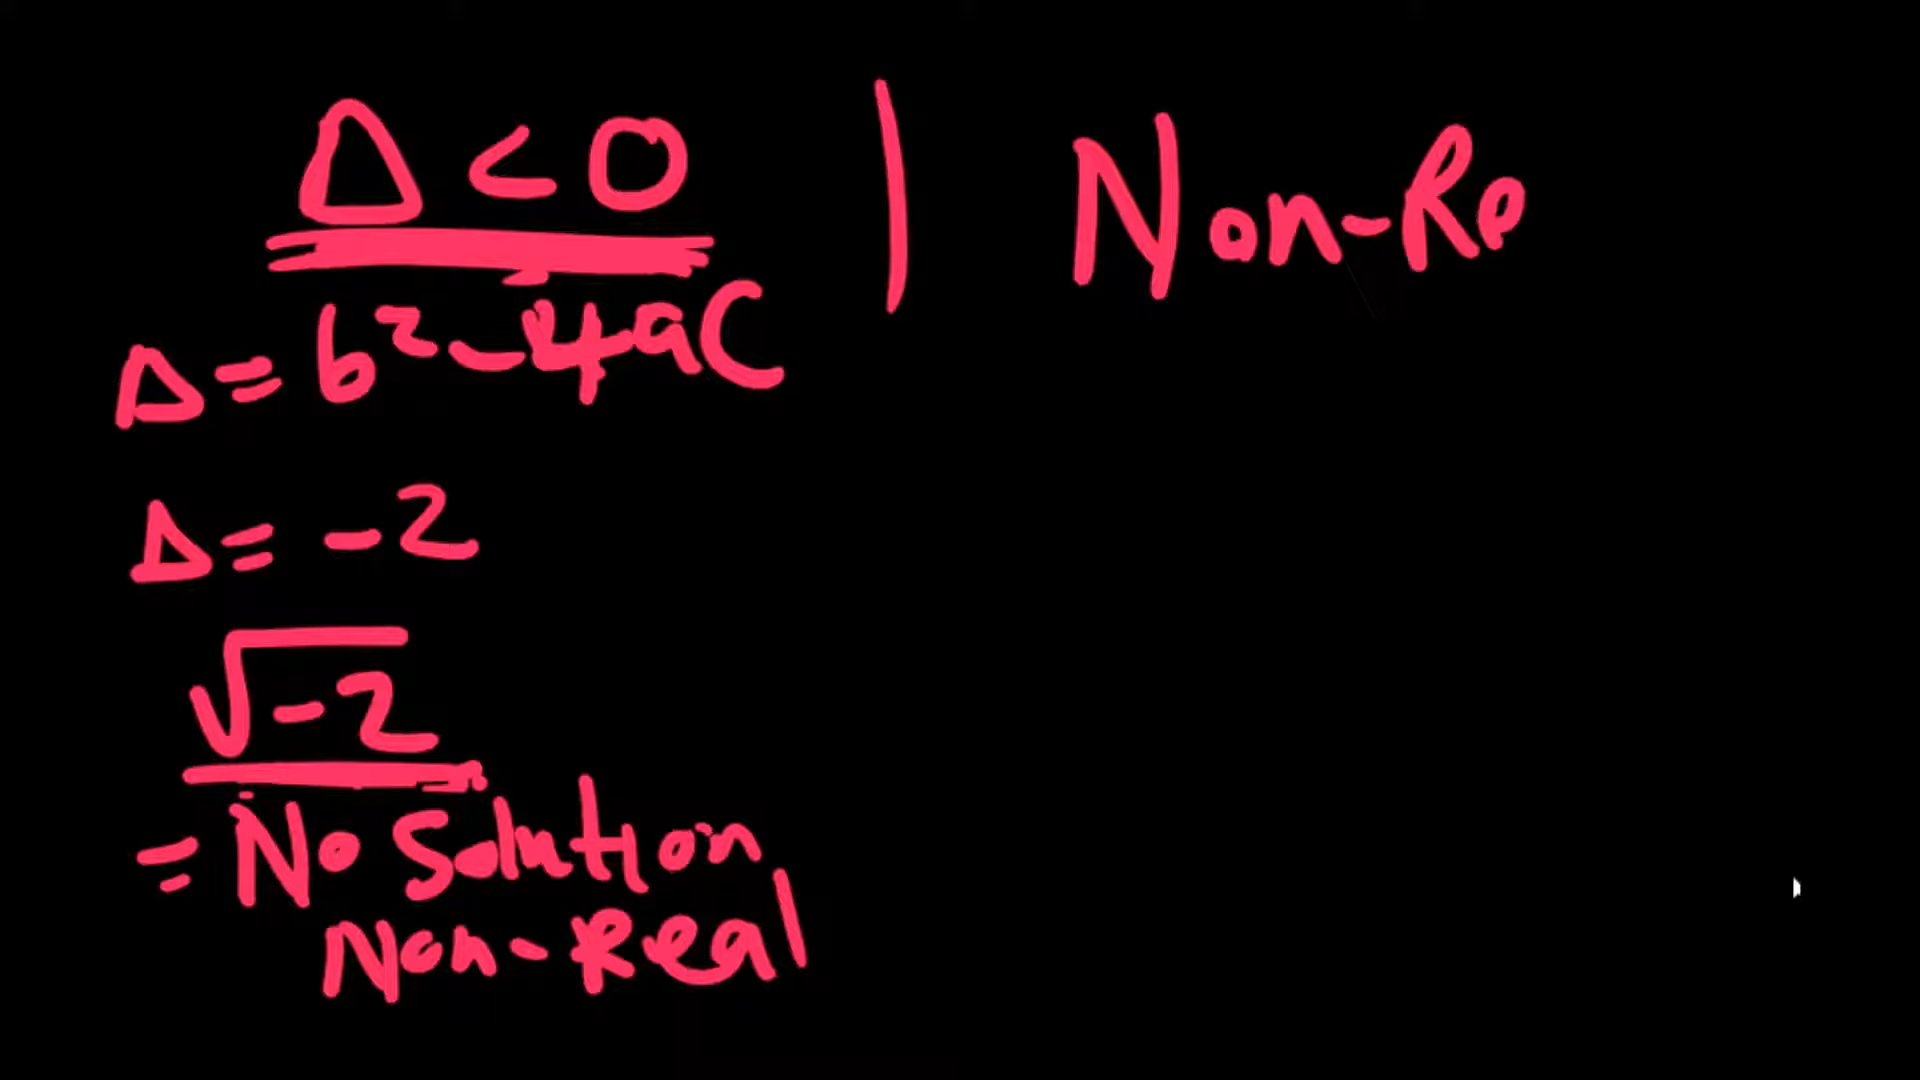 Δ < 0 | Non-Re
Δ = b² - 4ac
Δ = -2
√-2
= No Solution
Non-Real